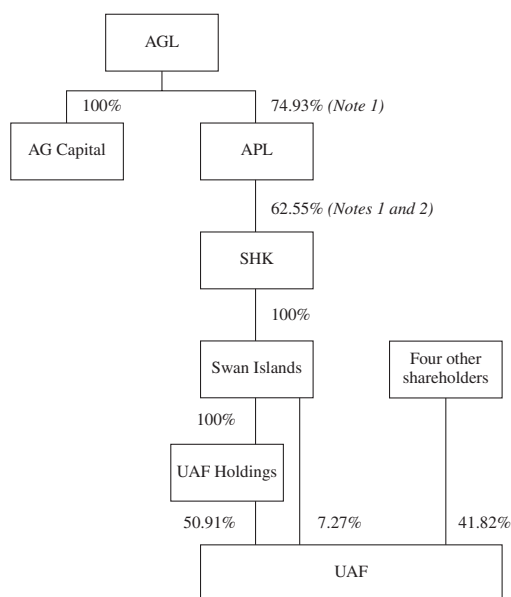 AGL
100%
74.93% (Note 1)
AG Capital
APL
62.55% (Notes 1 and 2)
SHK
100%
Swan Islands
Four other
shareholders
100%
UAF Holdings
50.91%
7.27%
41.82%
UAF